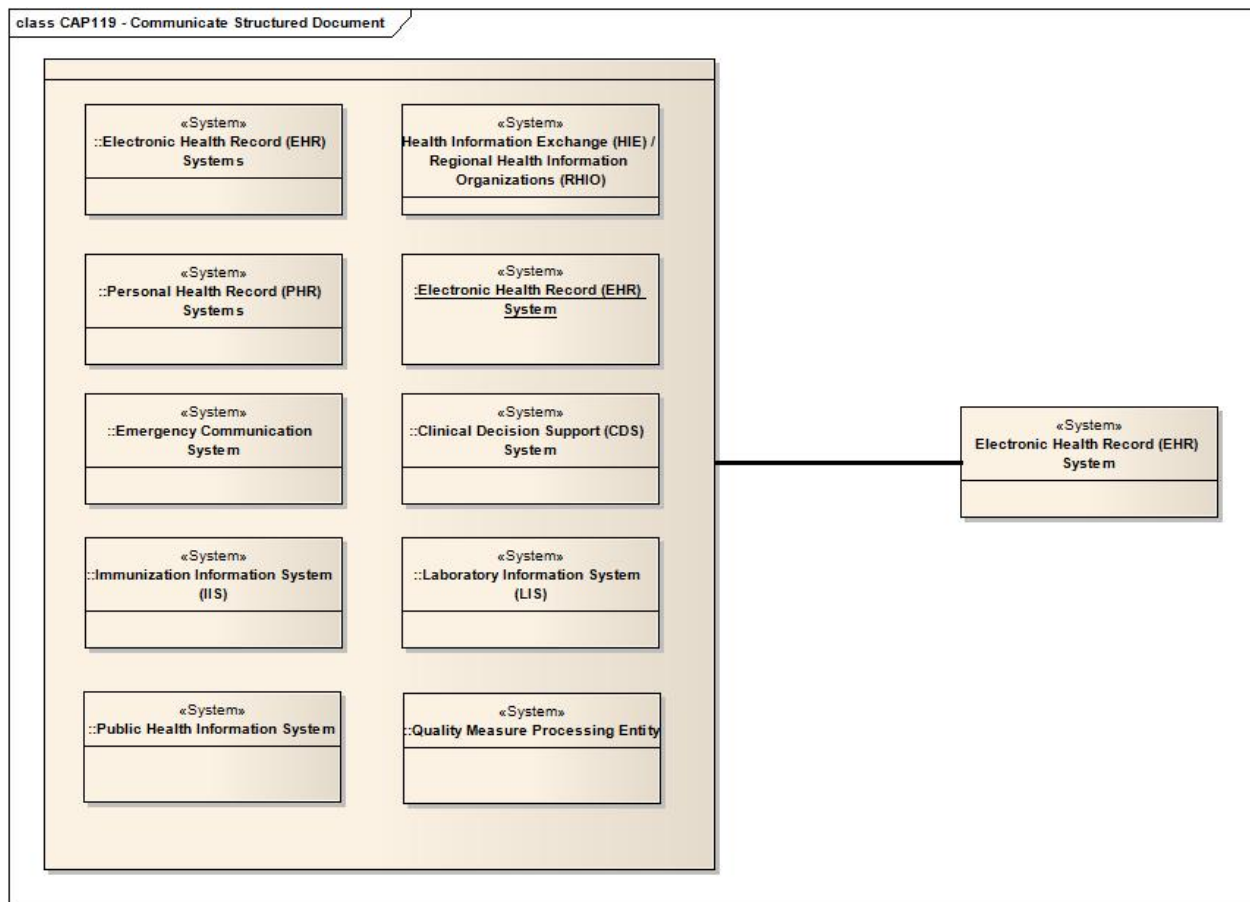 class CAP119 - Communicate Structured Document
«System»
::Electronic Health Record (EHR)
Systems
«System»
Health Information Exchange (HIE) /
Regional Health Information
Organizations (RHIO)
«System»
::Personal Health Record (PHR)
Systems
«System»
:Electronic Health Record (EHR)
System
«System»
::Emergency Communication
System
«System»
::Clinical Decision Support (CDS)
System
«System»
Electronic Health Record (EHR)
System
«System»
::Immunization Information System
(IIS)
«System»
::Laboratory Information System
(LIS)
«System»
::Public Health Information System
«System»
::Quality Measure Processing Entity